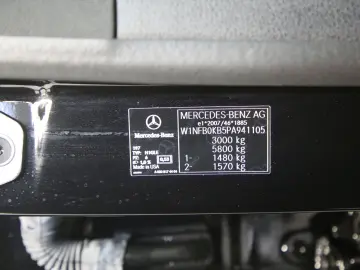 MERCEDES-BENZ AG
e1*2007/46*1885
W1NFB0KB5PA941105
3000 kg
5800 kg
1- 1480 kg
2- 1570 kg
Mercedes-Benz
Made in USA